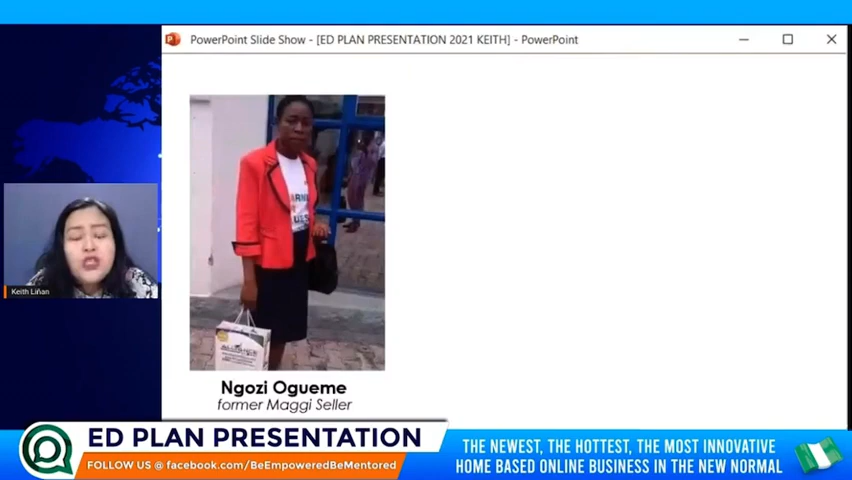 PowerPoint Slide Show - [ED PLAN PRESENTATION 2021 KEITH] - PowerPoint
Keith Liñan
Ngozi Ogueme
former Maggi Seller
ED PLAN PRESENTATION
FOLLOW US @ facebook.com/BeEmpoweredBeMentored
THE NEWEST, THE HOTTEST, THE MOST INNOVATIVE
HOME BASED ONLINE BUSINESS IN THE NEW NORMAL